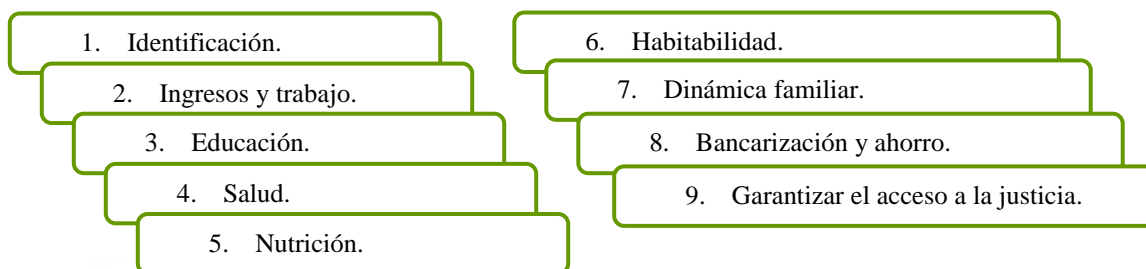 1. Identificación.
2. Ingresos y trabajo.
3. Educación.
4. Salud.
5. Nutrición.
6. Habitabilidad.
7. Dinámica familiar.
8. Bancarización y ahorro.
9. Garantizar el acceso a la justicia.